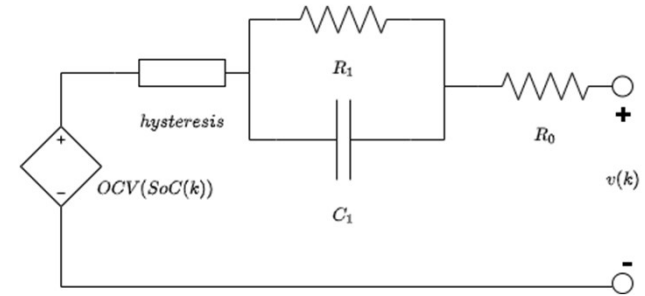 R₁
hysteresis
+
R₀
+
−
OCV(SoC(k))
v(k)
C₁
-